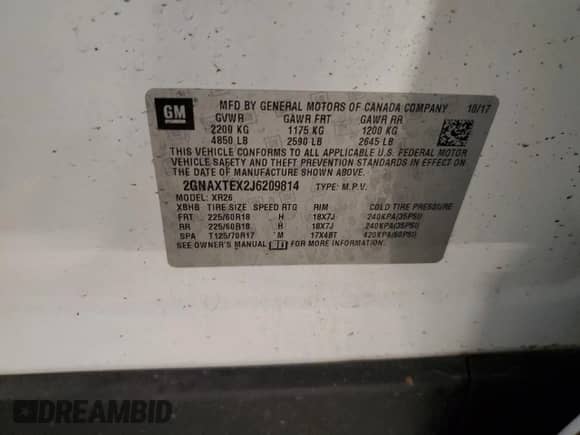 GM
MFD BY GENERAL MOTORS OF CANADA COMPANY 10/17
GVWR GAWR FRT GAWR RR
2200 KG 1175 KG 1200 KG
4850 LB 2590 LB 2645 LB
THIS VEHICLE CONFORMS TO ALL APPLICABLE U.S. FEDERAL MOTOR
VEHICLE SAFETY AND THEFT PREVENTION STANDARDS IN EFFECT ON
THE DATE OF MANUFACTURE SHOWN ABOVE.
2GNAXTEX2J6209814 TYPE: M.P.V.
MODEL: XR26
XBHB TIRE SIZE SPEED RTG RIM COLD TIRE PRESSURE
FRT 225/60R18 H 18X7J 240KPA(35PSI)
RR 225/60R18 H 18X7J 240KPA(35PSI)
SPA T125/70R17 M 17X4BT 420KPA(60PSI)
SEE OWNER'S MANUAL FOR MORE INFORMATION.
DREAMBID